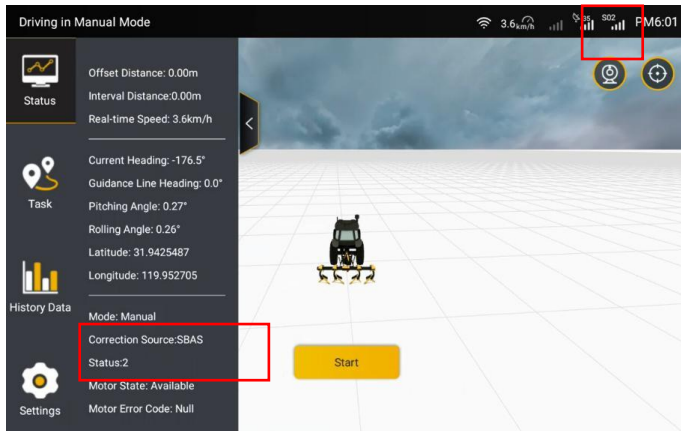 Driving in Manual Mode
3.6km/h
35
S02
PM6:01
Status
Offset Distance: 0.00m
Interval Distance:0.00m
Real-time Speed: 3.6km/h
Current Heading: -176.5°
Guidance Line Heading: 0.0°
Pitching Angle: 0.27°
Rolling Angle: 0.26°
Latitude: 31.9425487
Longitude: 119.952705
Task
History Data
Mode: Manual
Correction Source:SBAS
Status:2
Motor State: Available
Motor Error Code: Null
Settings
Start